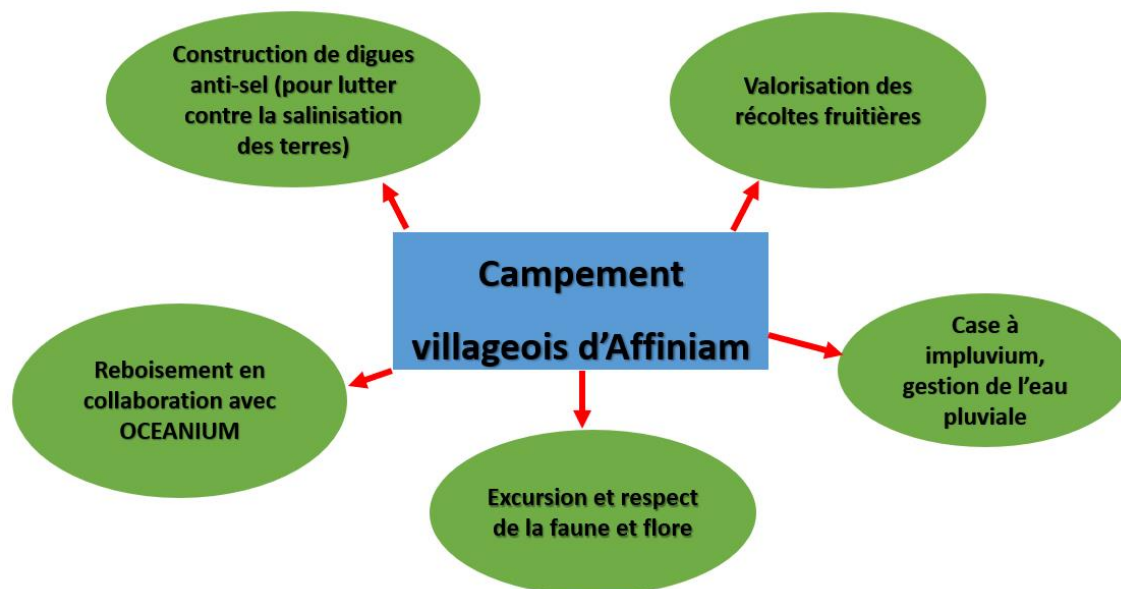 Construction de digues
anti-sel (pour lutter
contre la salinisation
des terres)
Valorisation des
récoltes fruitières
Campement
villageois d’Affiniam
Case à
impluvium,
gestion de l’eau
pluviale
Reboisement en
collaboration avec
OCEANIUM
Excursion et respect
de la faune et flore